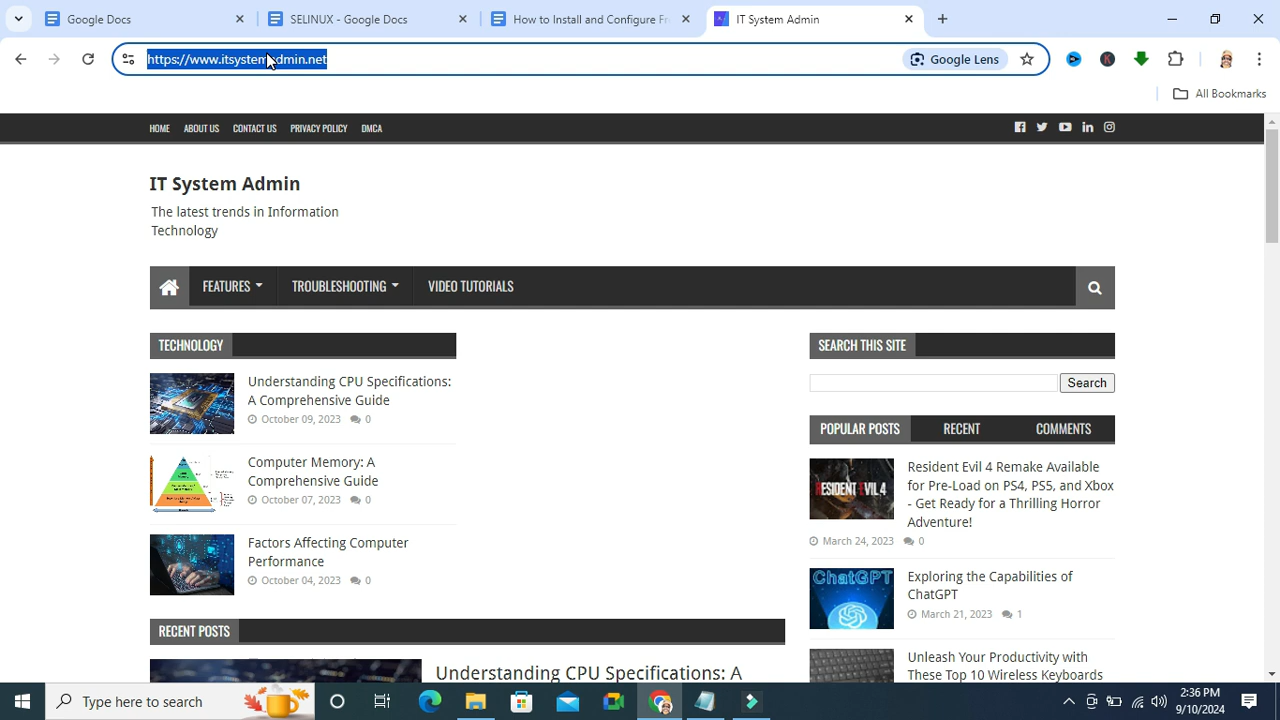 Google Docs
SELINUX - Google Docs
How to Install and Configure Fr
IT System Admin
https://www.itsystemadmin.net
Google Lens
All Bookmarks
HOME
ABOUT US
CONTACT US
PRIVACY POLICY
DMCA
IT System Admin
The latest trends in Information
Technology
FEATURES
TROUBLESHOOTING
VIDEO TUTORIALS
TECHNOLOGY
Understanding CPU Specifications:
A Comprehensive Guide
October 09, 2023 0
Computer Memory: A
Comprehensive Guide
October 07, 2023 0
Factors Affecting Computer
Performance
October 04, 2023 0
RECENT POSTS
Understanding CPU Specifications: A
SEARCH THIS SITE
Search
POPULAR POSTS
RECENT
COMMENTS
RESIDENT EVIL 4
Resident Evil 4 Remake Available
for Pre-Load on PS4, PS5, and Xbox
- Get Ready for a Thrilling Horror
Adventure!
March 24, 2023 0
ChatGPT
Exploring the Capabilities of
ChatGPT
March 21, 2023 1
Unleash Your Productivity with
These Top 10 Wireless Keyboards
Type here to search
2:36 PM
9/10/2024